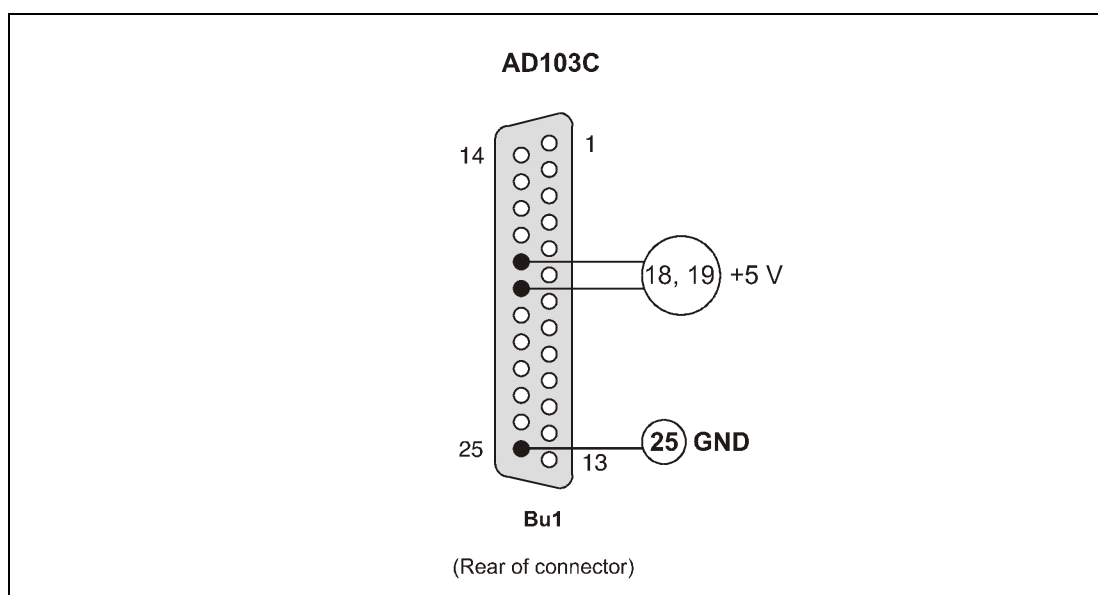 AD103C
14 1
18, 19 +5 V
25 25 GND
13
Bu1
(Rear of connector)